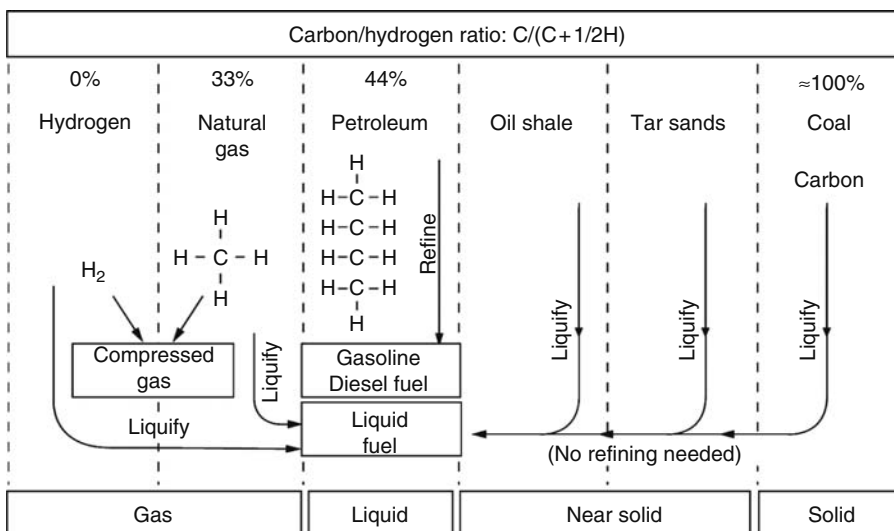 Carbon/hydrogen ratio: C/(C+1/2H)
0%
33%
44%
≈100%
Hydrogen
Natural
gas
Petroleum
Oil shale
Tar sands
Coal
Carbon
H2
H
H–C–H
H
H
H–C–H
H–C–H
H–C–H
H–C–H
H
Refine
Compressed
gas
Liquify
Liquify
Gasoline
Diesel fuel
Liquid
fuel
Liquify
Liquify
Liquify
(No refining needed)
Gas
Liquid
Near solid
Solid